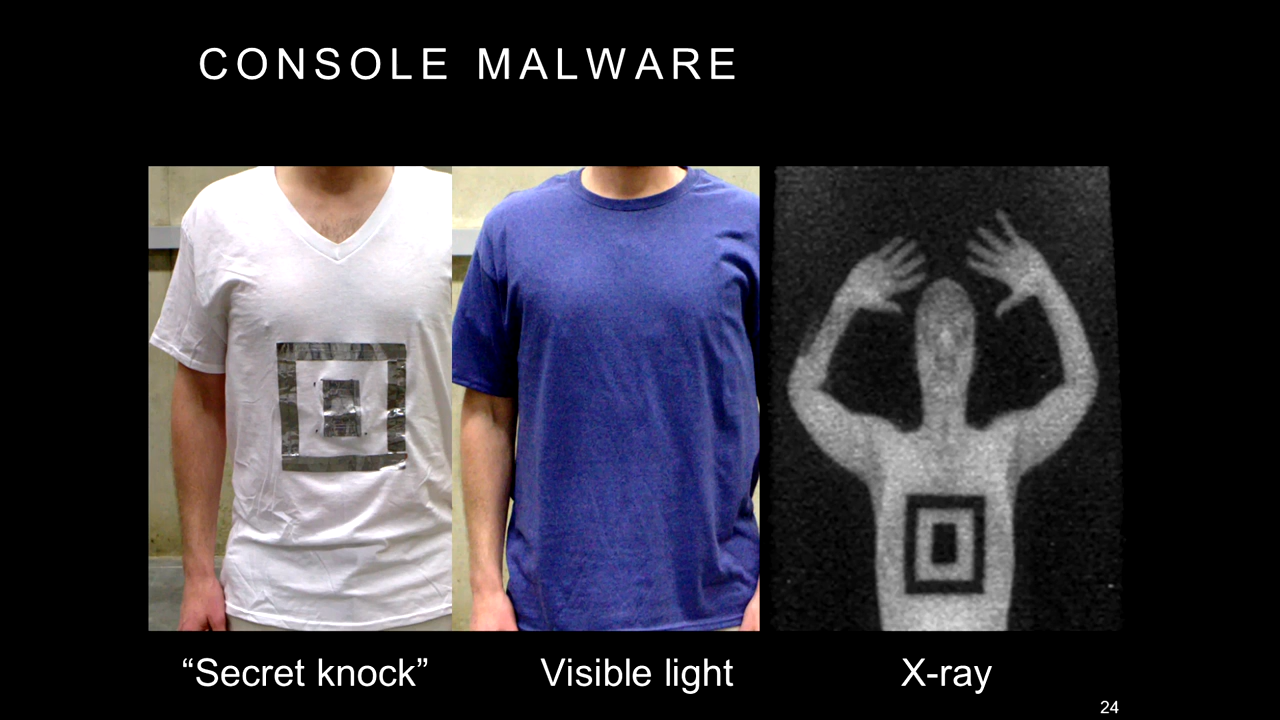 CONSOLE MALWARE
“Secret knock”
Visible light
X-ray
24